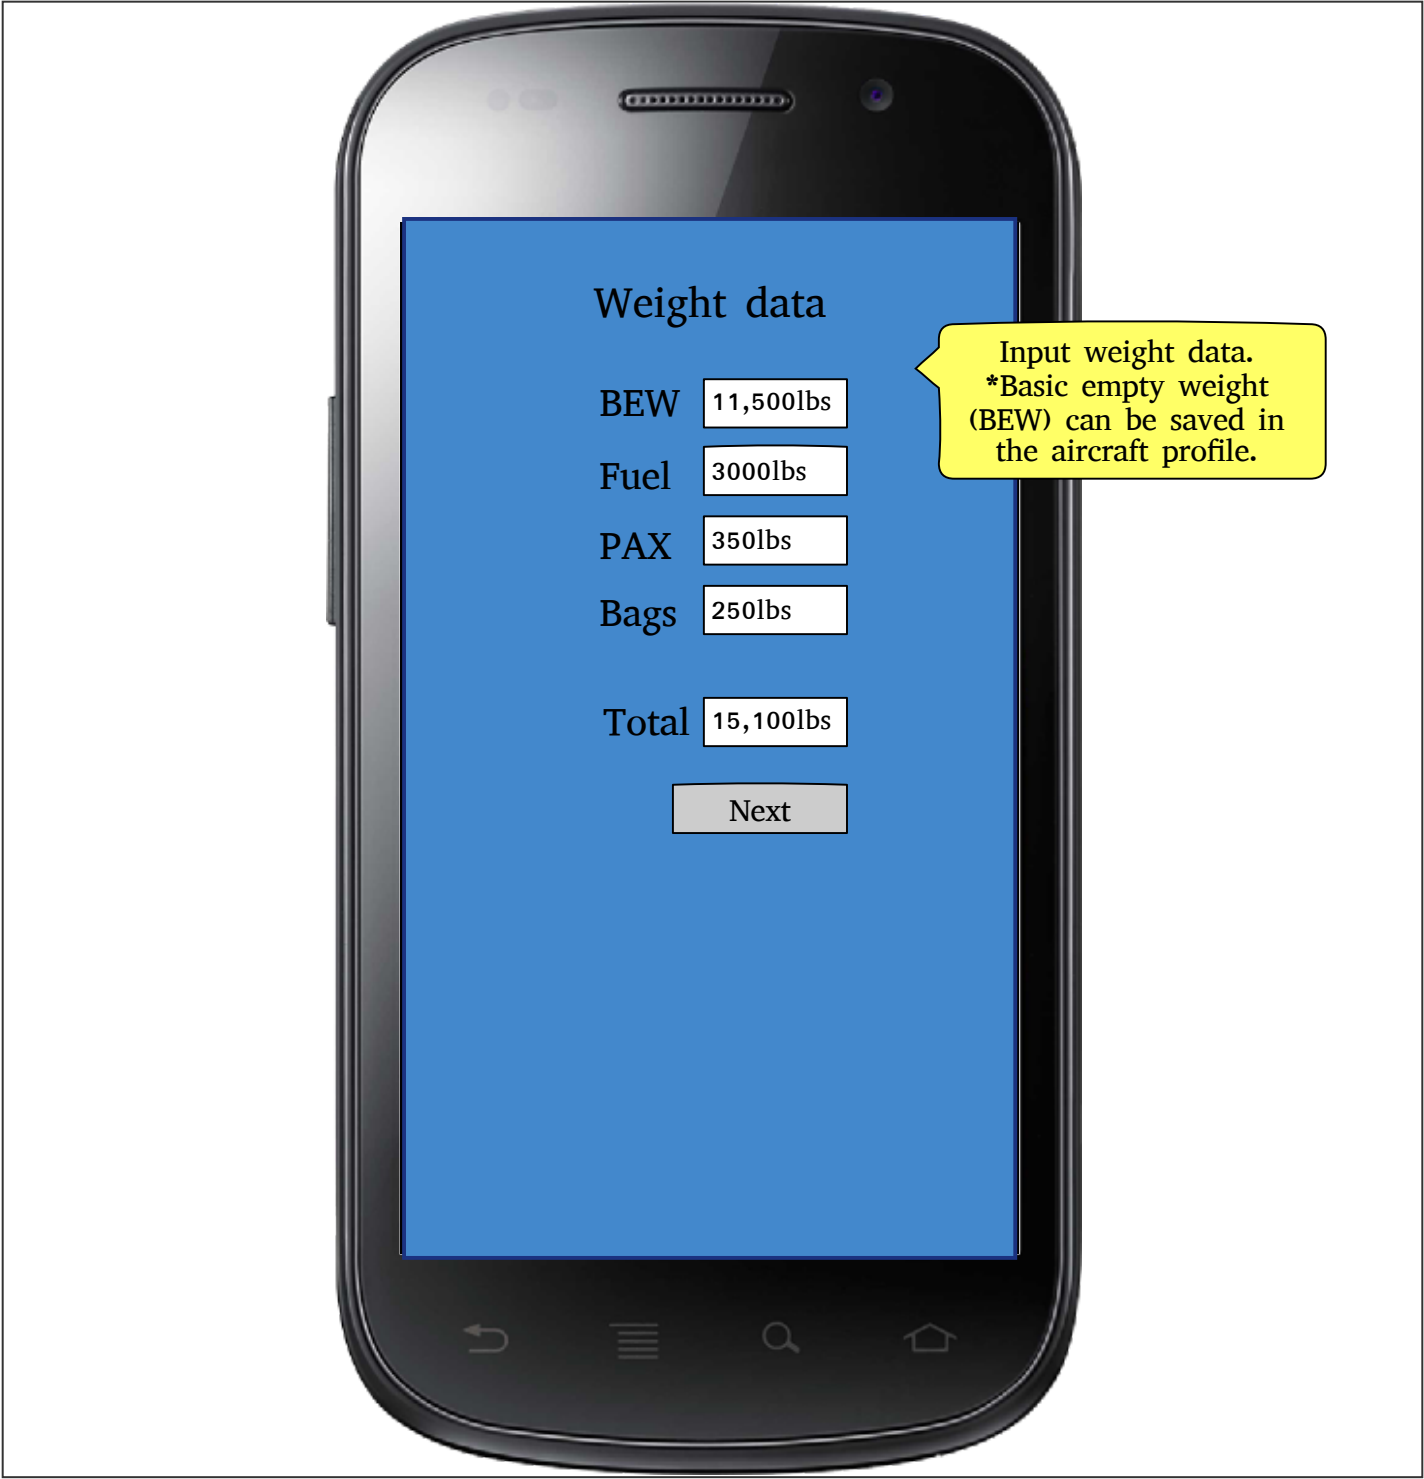 Weight data
Input weight data.
*Basic empty weight
(BEW) can be saved in
the aircraft profile.
BEW 11,500lbs
Fuel 3000lbs
PAX 350lbs
Bags 250lbs
Total 15,100lbs
Next